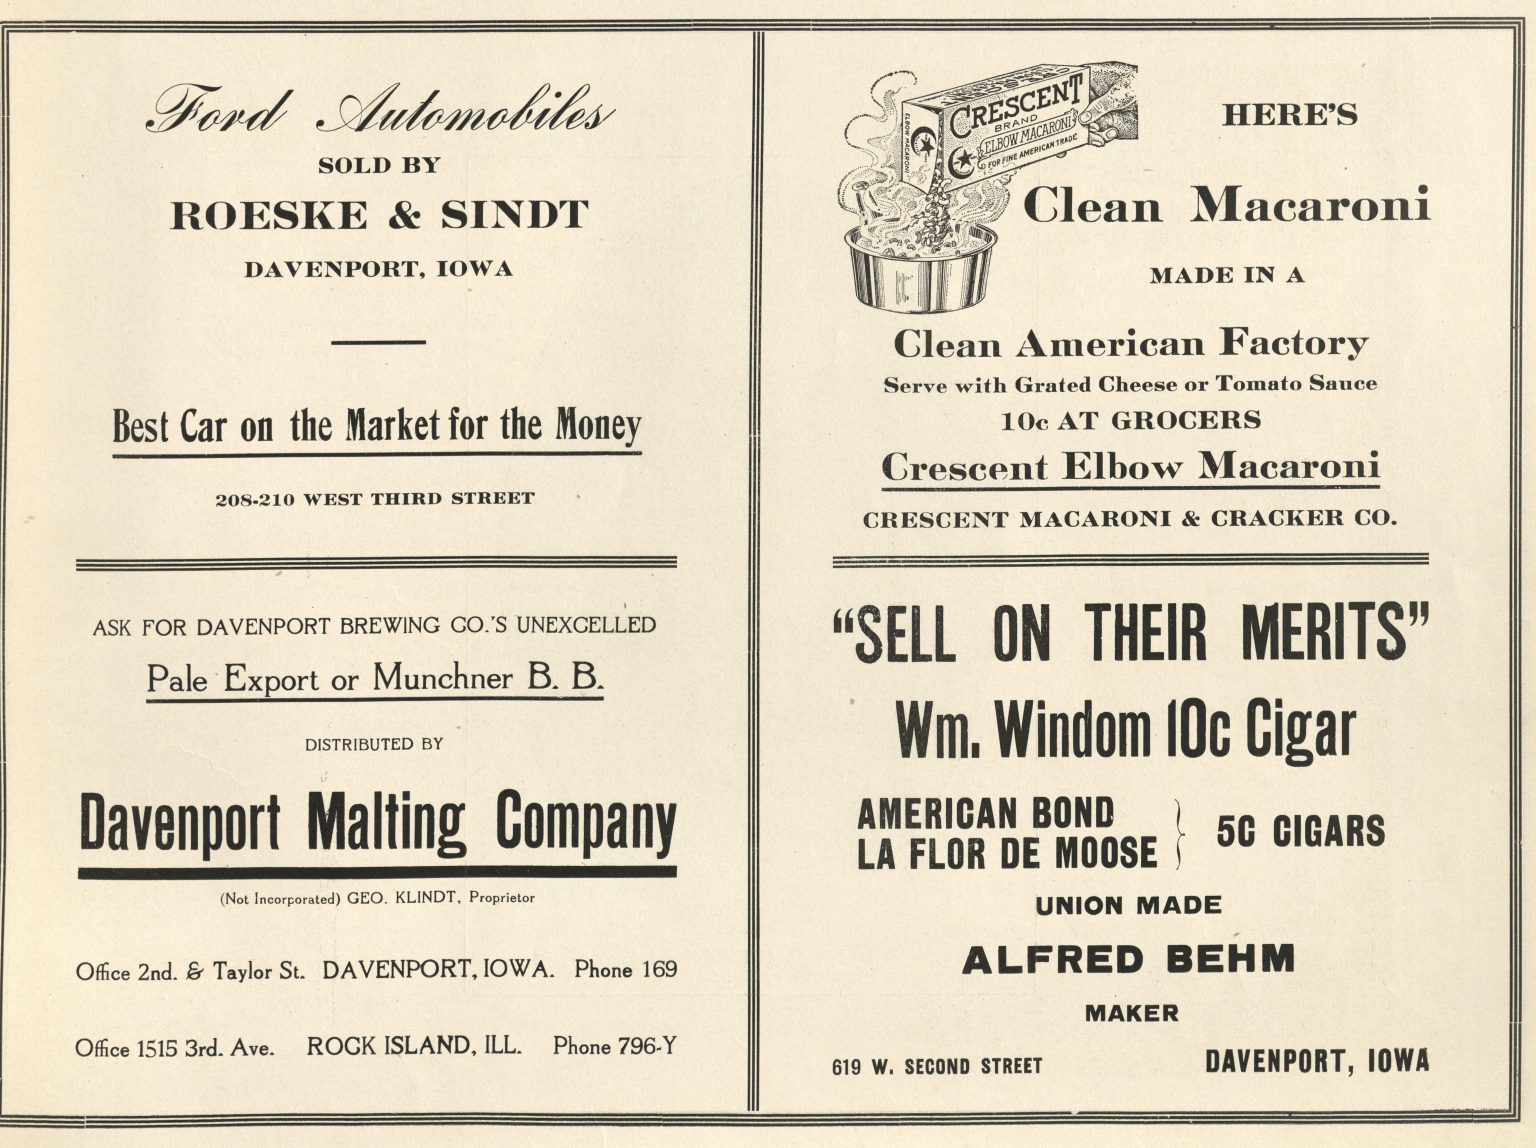 Ford Automobiles
SOLD BY
ROESKE & SINDT
DAVENPORT, IOWA
Best Car on the Market for the Money
208-210 WEST THIRD STREET
ASK FOR DAVENPORT BREWING CO.'S UNEXCELLED
Pale Export or Munchner B. B.
DISTRIBUTED BY
Davenport Malting Company
(Not Incorporated) GEO. KLINDT, Proprietor
Office 2nd. & Taylor St. DAVENPORT, IOWA. Phone 169
Office 1515 3rd. Ave. ROCK ISLAND, ILL. Phone 796-Y
CRESCENT
BRAND
ELBOW MACARONI
FOR FINE AMERICAN TRADE
ELBOW MACARONI
HERE'S
Clean Macaroni
MADE IN A
Clean American Factory
Serve with Grated Cheese or Tomato Sauce
10c AT GROCERS
Crescent Elbow Macaroni
CRESCENT MACARONI & CRACKER CO.
"SELL ON THEIR MERITS"
Wm. Windom 10c Cigar
AMERICAN BOND
LA FLOR DE MOOSE
5C CIGARS
UNION MADE
ALFRED BEHM
MAKER
619 W. SECOND STREET DAVENPORT, IOWA